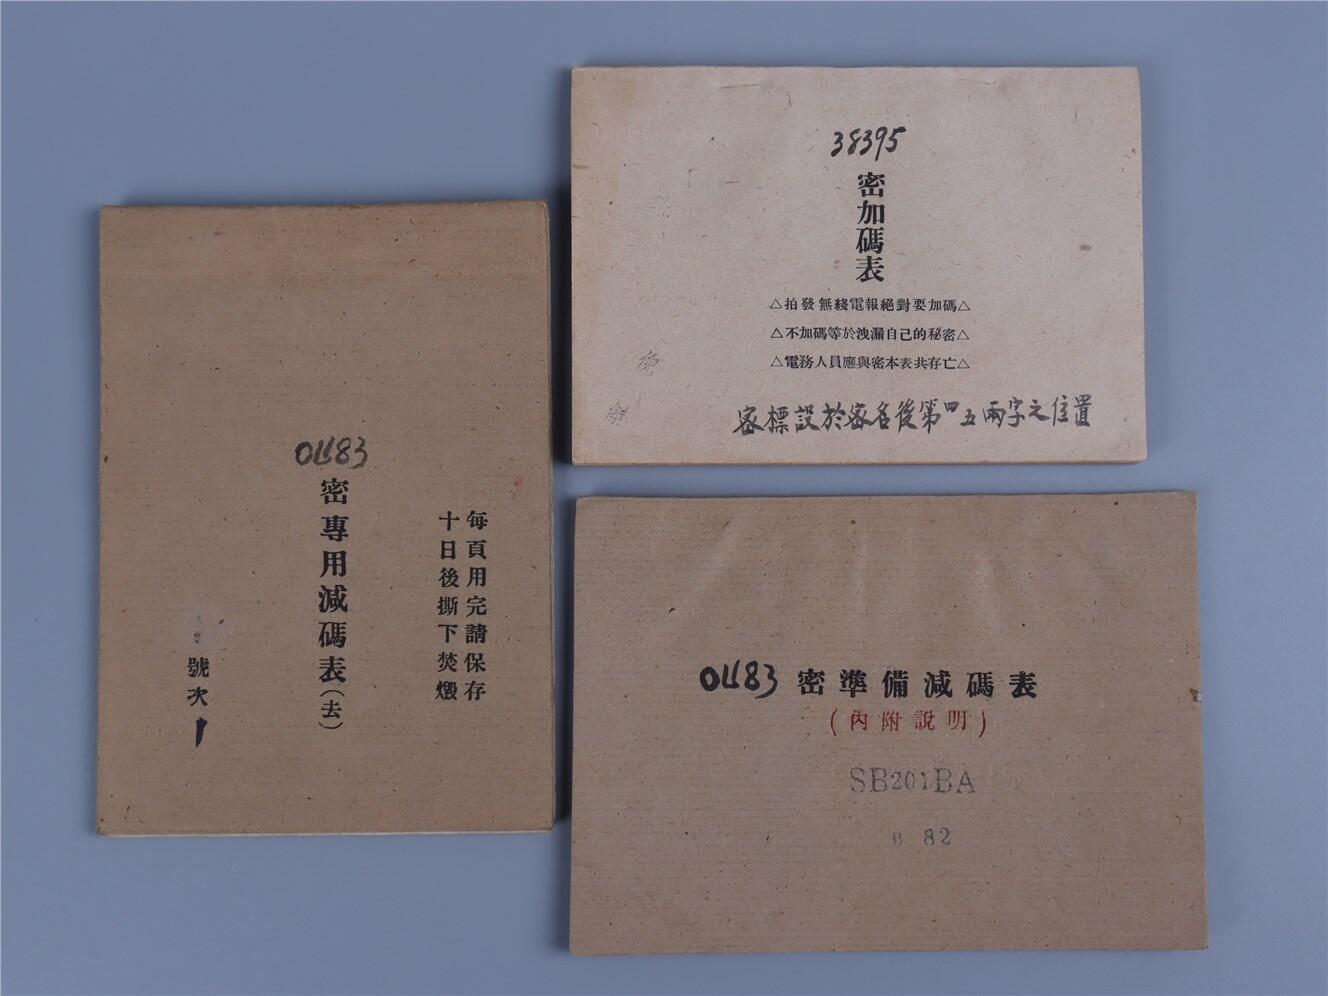 0483
密專用減碼表(去)
每頁用完請保存
十日後撕下焚燬
號次 1
38395
密加碼表
△拍發無綫電報絕對要加碼△
△不加碼等於洩漏自己的秘密△
△電務人員應與密本表共存亡△
密標設於密名後第四五兩字之位置
0483 密準備減碼表
(內附說明)
SB201BA
82